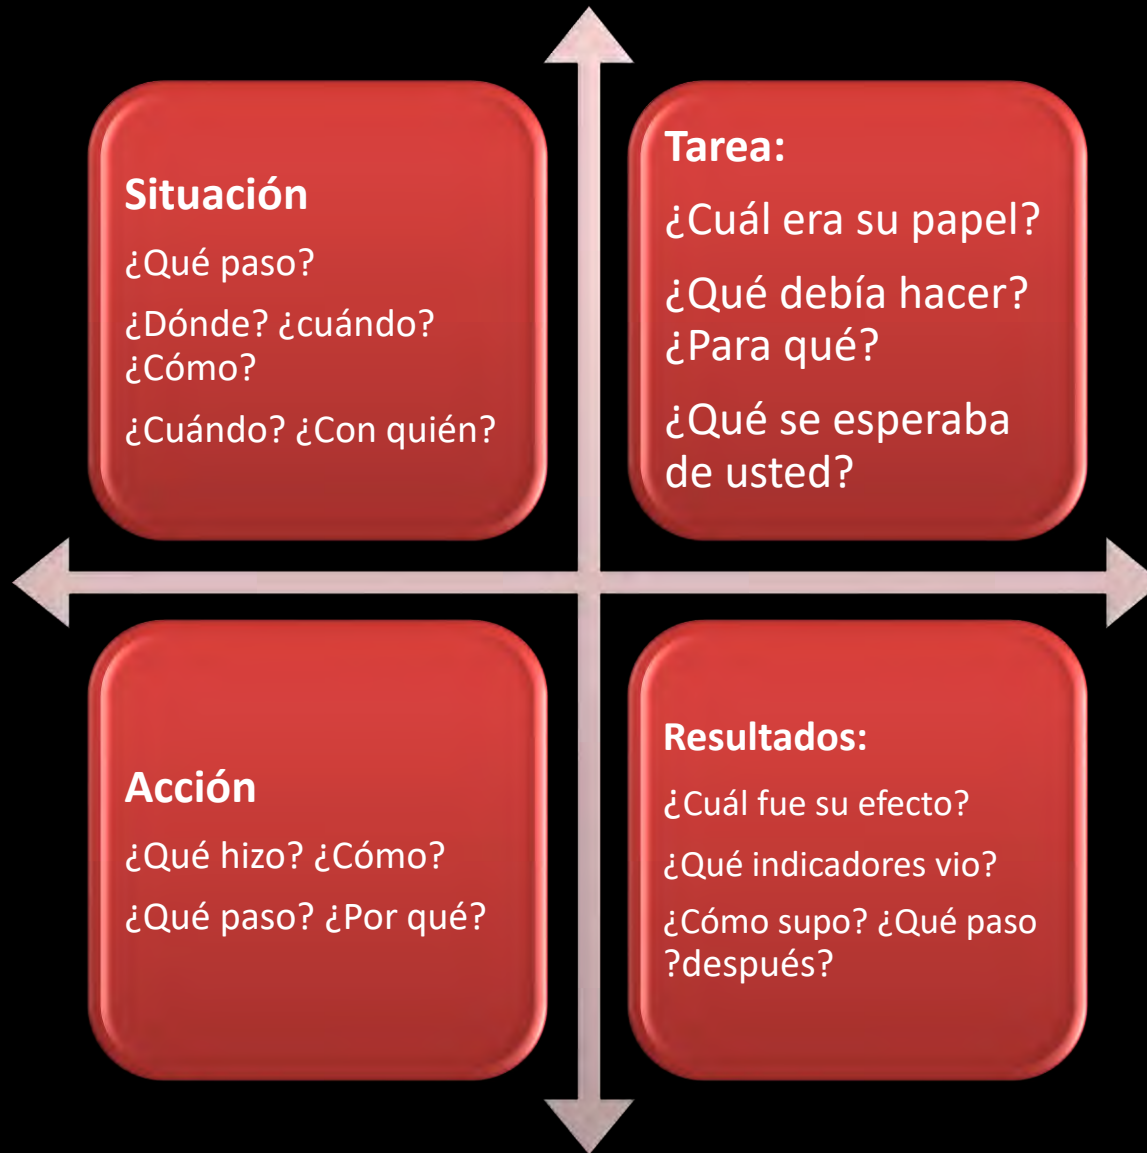 Situación
¿Qué paso?
¿Dónde? ¿cuándo?
¿Cómo?
¿Cuándo? ¿Con quién?
Tarea:
¿Cuál era su papel?
¿Qué debía hacer?
¿Para qué?
¿Qué se esperaba
de usted?
Acción
¿Qué hizo? ¿Cómo?
¿Qué paso? ¿Por qué?
Resultados:
¿Cuál fue su efecto?
¿Qué indicadores vio?
¿Cómo supo? ¿Qué paso
?después?